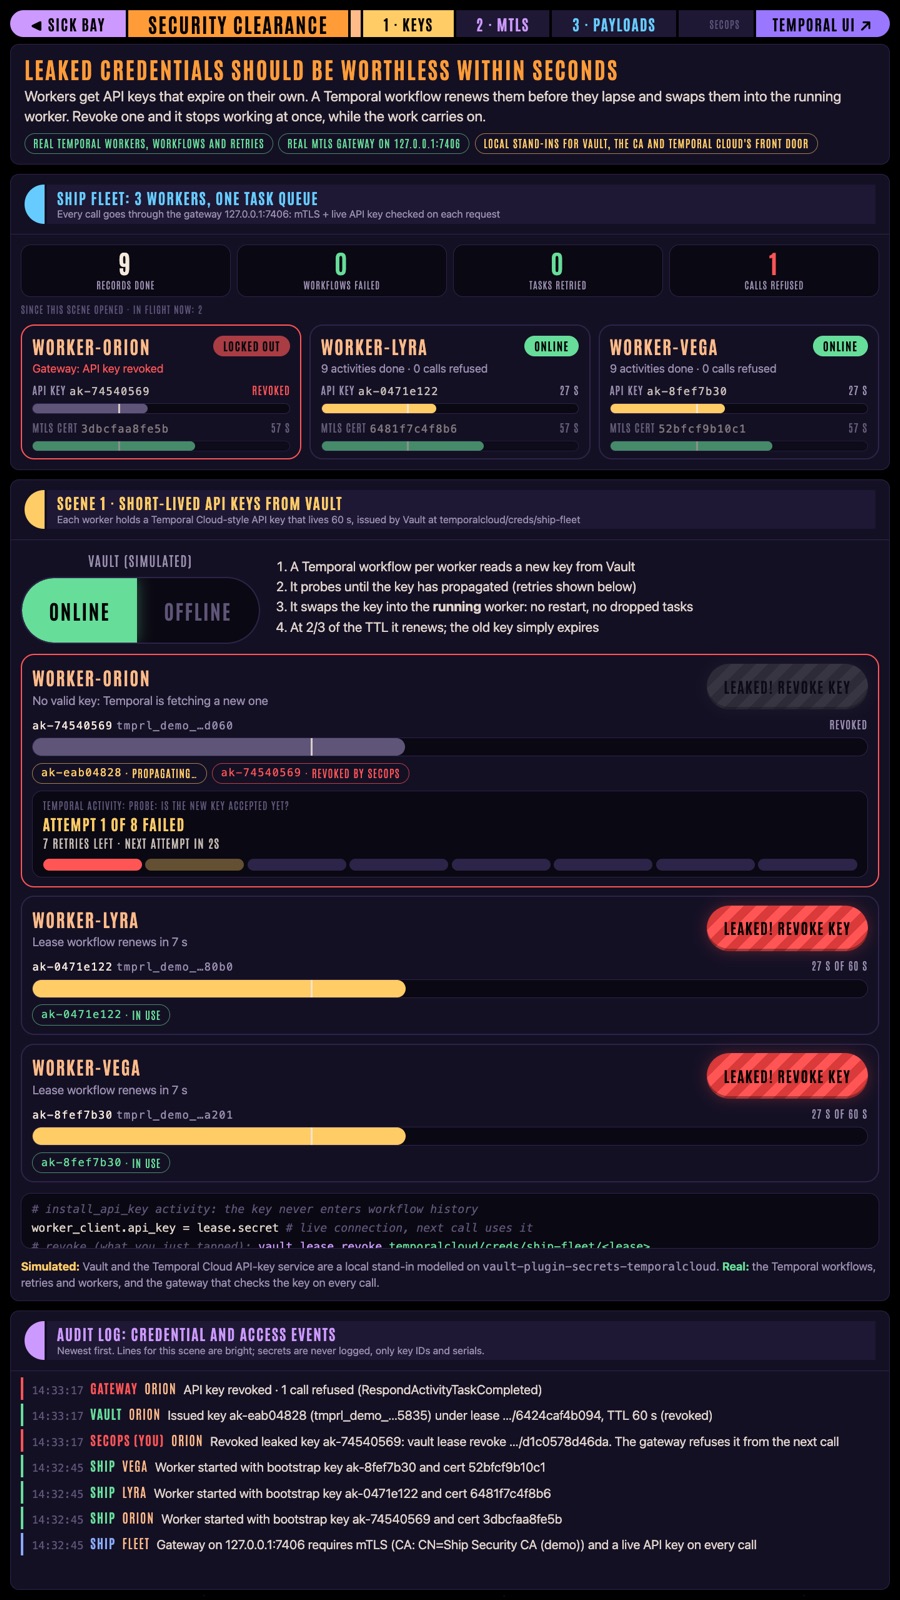 ◀ SICK BAY
SECURITY CLEARANCE
1 · KEYS
2 · MTLS
3 · PAYLOADS
SECOPS
TEMPORAL UI ↗
LEAKED CREDENTIALS SHOULD BE WORTHLESS WITHIN SECONDS
Workers get API keys that expire on their own. A Temporal workflow renews them before they lapse and swaps them into the running
worker. Revoke one and it stops working at once, while the work carries on.
REAL TEMPORAL WORKERS, WORKFLOWS AND RETRIES
REAL MTLS GATEWAY ON 127.0.0.1:7406
LOCAL STAND-INS FOR VAULT, THE CA AND TEMPORAL CLOUD'S FRONT DOOR
SHIP FLEET: 3 WORKERS, ONE TASK QUEUE
Every call goes through the gateway 127.0.0.1:7406: mTLS + live API key checked on each request
9
RECORDS DONE
0
WORKFLOWS FAILED
0
TASKS RETRIED
1
CALLS REFUSED
SINCE THIS SCENE OPENED · IN FLIGHT NOW: 2
WORKER-ORION
LOCKED OUT
Gateway: API key revoked
API KEY ak-74540569
REVOKED
MTLS CERT 3dbcfaa8fe5b
57 S
WORKER-LYRA
ONLINE
9 activities done · 0 calls refused
API KEY ak-0471e122
27 S
MTLS CERT 6481f7c4f8b6
57 S
WORKER-VEGA
ONLINE
9 activities done · 0 calls refused
API KEY ak-8fef7b30
27 S
MTLS CERT 52bfcf9b10c1
57 S
SCENE 1 · SHORT-LIVED API KEYS FROM VAULT
Each worker holds a Temporal Cloud-style API key that lives 60 s, issued by Vault at temporalcloud/creds/ship-fleet
VAULT (SIMULATED)
ONLINE
OFFLINE
1. A Temporal workflow per worker reads a new key from Vault
2. It probes until the key has propagated (retries shown below)
3. It swaps the key into the running worker: no restart, no dropped tasks
4. At 2/3 of the TTL it renews; the old key simply expires
WORKER-ORION
LEAKED! REVOKE KEY
No valid key: Temporal is fetching a new one
ak-74540569 tmprl_demo_…d060
REVOKED
ak-eab04828 · PROPAGATING…
ak-74540569 · REVOKED BY SECOPS
TEMPORAL ACTIVITY: PROBE: IS THE NEW KEY ACCEPTED YET?
ATTEMPT 1 OF 8 FAILED
7 RETRIES LEFT · NEXT ATTEMPT IN 2S
WORKER-LYRA
LEAKED! REVOKE KEY
Lease workflow renews in 7 s
ak-0471e122 tmprl_demo_…80b0
27 S OF 60 S
ak-0471e122 · IN USE
WORKER-VEGA
LEAKED! REVOKE KEY
Lease workflow renews in 7 s
ak-8fef7b30 tmprl_demo_…a201
27 S OF 60 S
ak-8fef7b30 · IN USE
# install_api_key activity: the key never enters workflow history
worker_client.api_key = lease.secret # live connection, next call uses it
# revoke (what you just tapped): vault lease revoke temporalcloud/creds/ship-fleet/<lease>
Simulated: Vault and the Temporal Cloud API-key service are a local stand-in modelled on vault-plugin-secrets-temporalcloud. Real: the Temporal workflows,
retries and workers, and the gateway that checks the key on every call.
AUDIT LOG: CREDENTIAL AND ACCESS EVENTS
Newest first. Lines for this scene are bright; secrets are never logged, only key IDs and serials.
14:33:17 GATEWAY ORION API key revoked · 1 call refused (RespondActivityTaskCompleted)
14:33:17 VAULT ORION Issued key ak-eab04828 (tmprl_demo_…5835) under lease …/6424caf4b094, TTL 60 s (revoked)
14:33:17 SECOPS (YOU) ORION Revoked leaked key ak-74540569: vault lease revoke …/d1c0578d46da. The gateway refuses it from the next call
14:32:45 SHIP VEGA Worker started with bootstrap key ak-8fef7b30 and cert 52bfcf9b10c1
14:32:45 SHIP LYRA Worker started with bootstrap key ak-0471e122 and cert 6481f7c4f8b6
14:32:45 SHIP ORION Worker started with bootstrap key ak-74540569 and cert 3dbcfaa8fe5b
14:32:45 SHIP FLEET Gateway on 127.0.0.1:7406 requires mTLS (CA: CN=Ship Security CA (demo)) and a live API key on every call